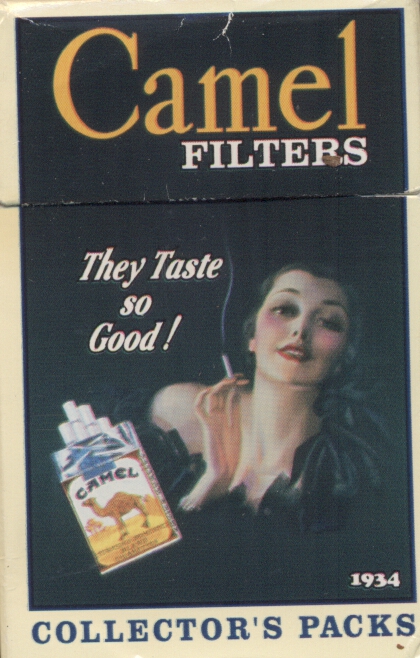 Camel
FILTERS
They Taste
so
Good!
CAMEL
1934
COLLECTOR'S PACKS